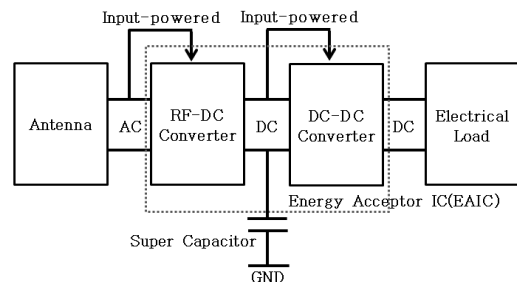 Input-powered Input-powered
Antenna
AC
RF-DC
Converter
DC
DC-DC
Converter
DC
Electrical
Load
Energy Acceptor IC(EAIC)
Super Capacitor
GND